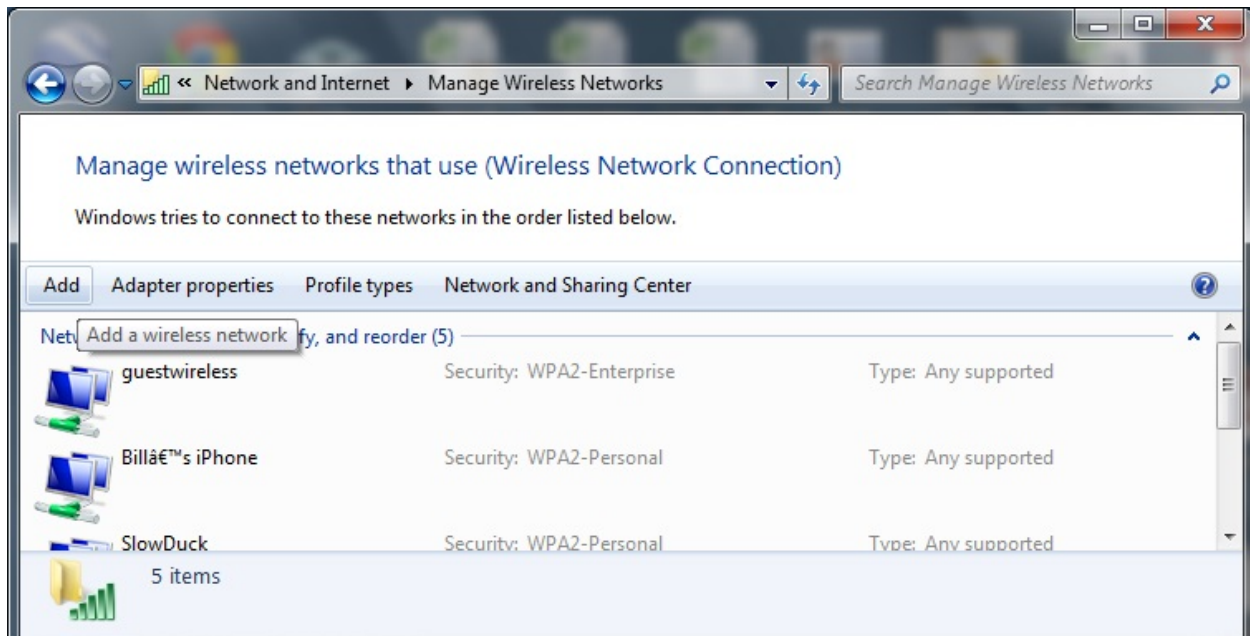 « Network and Internet ▸ Manage Wireless Networks
Search Manage Wireless Networks
Manage wireless networks that use (Wireless Network Connection)
Windows tries to connect to these networks in the order listed below.
Add Adapter properties Profile types Network and Sharing Center
Add a wireless network
fy, and reorder (5)
guestwireless Security: WPA2-Enterprise Type: Any supported
Billâ€™s iPhone Security: WPA2-Personal Type: Any supported
SlowDuck Security: WPA2-Personal Type: Any supported
5 items